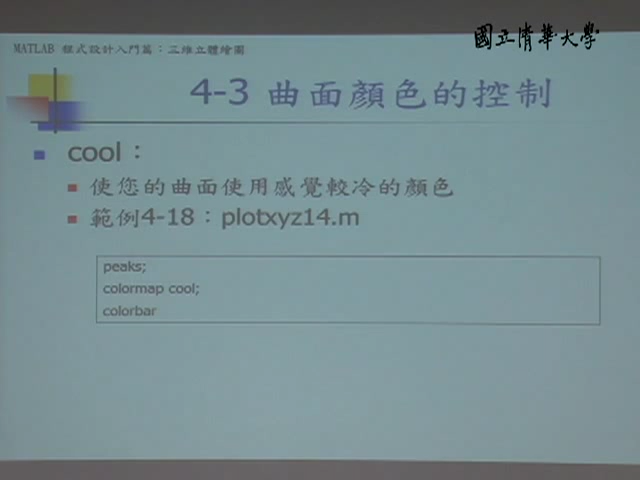 國立清華大學
MATLAB 程式設計入門篇：三維立體繪圖
4-3 曲面顏色的控制
cool：
使您的曲面使用感覺較冷的顏色
範例4-18：plotxyz14.m
peaks;
colormap cool;
colorbar